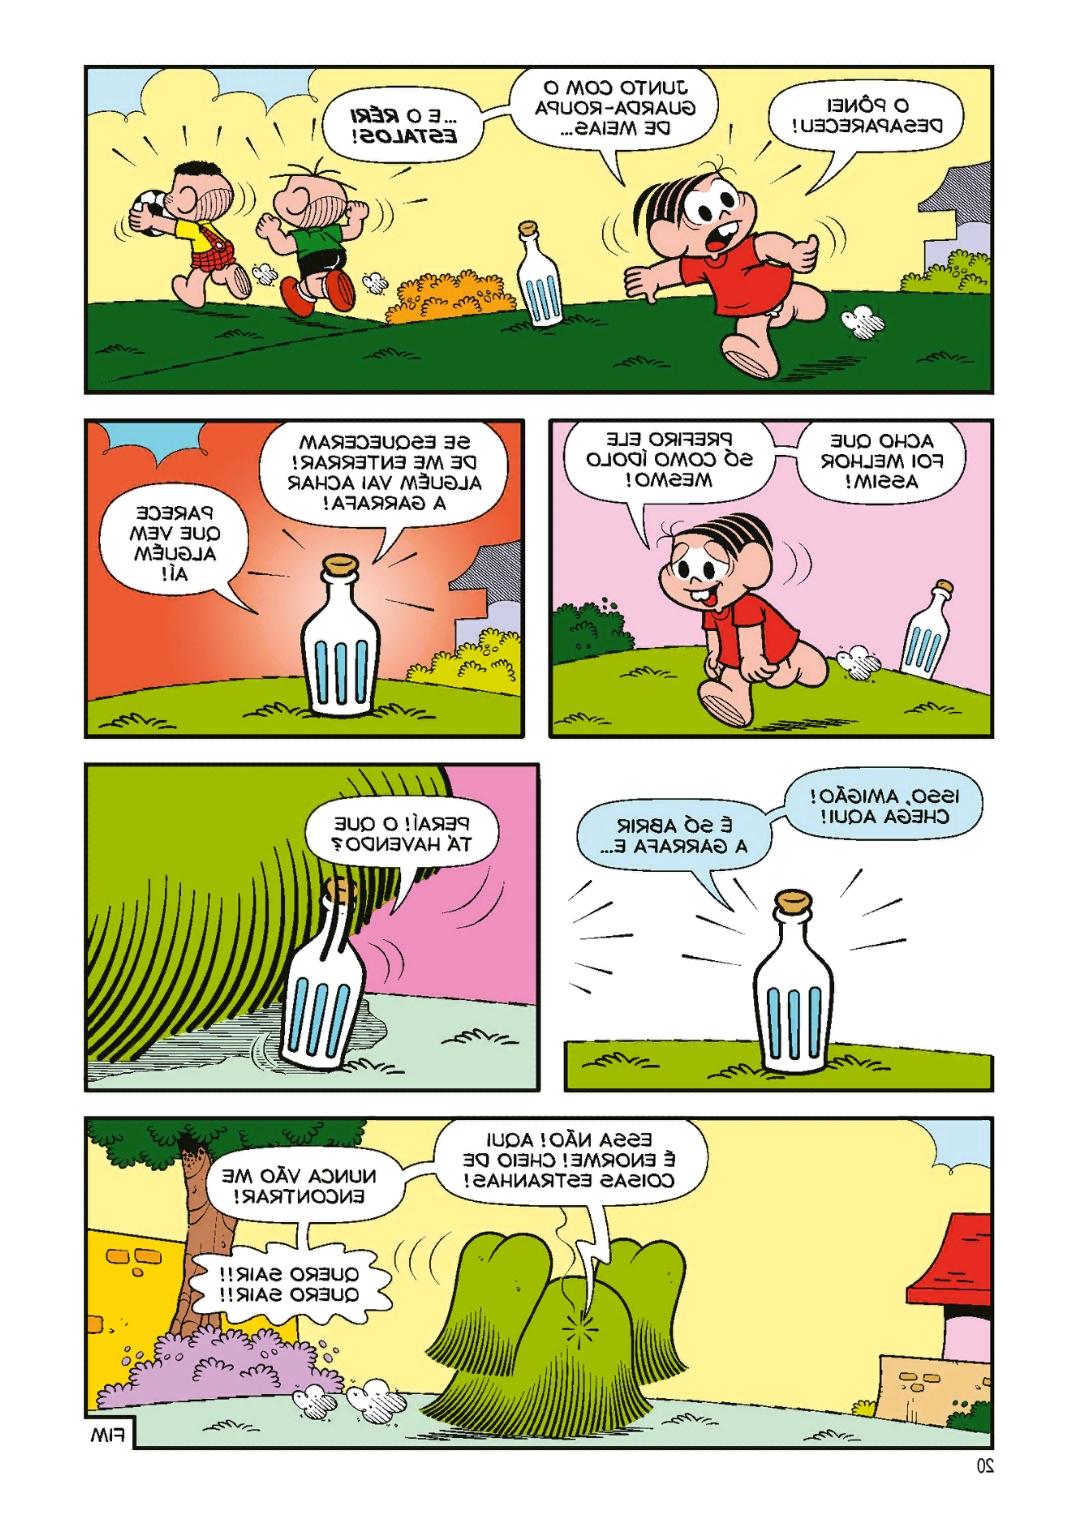 O PÔNEI
DESAPARECEU!
JUNTO COM O
GUARDA-ROUPA
DE MEIAS...
...E O RÉRI
ESTALOS!
ACHO QUE
FOI MELHOR
ASSIM!
PREFIRO ELE
SÓ COMO ÍDOLO
MESMO!
SE ESQUECERAM
DE ME ENTERRAR!
ALGUÉM VAI ACHAR
A GARRAFA!
PARECE
QUE VEM
ALGUÉM
AÍ!
ISSO, AMIGÃO!
CHEGA AQUI!
É SÓ ABRIR
A GARRAFA E...
PERAÍ! O QUE
TÁ HAVENDO?
ESSA NÃO! AQUI
É ENORME! CHEIO DE
COISAS ESTRANHAS!
NUNCA VÃO ME
ENCONTRAR!
QUERO SAIR!!
QUERO SAIR!!
FIM
20